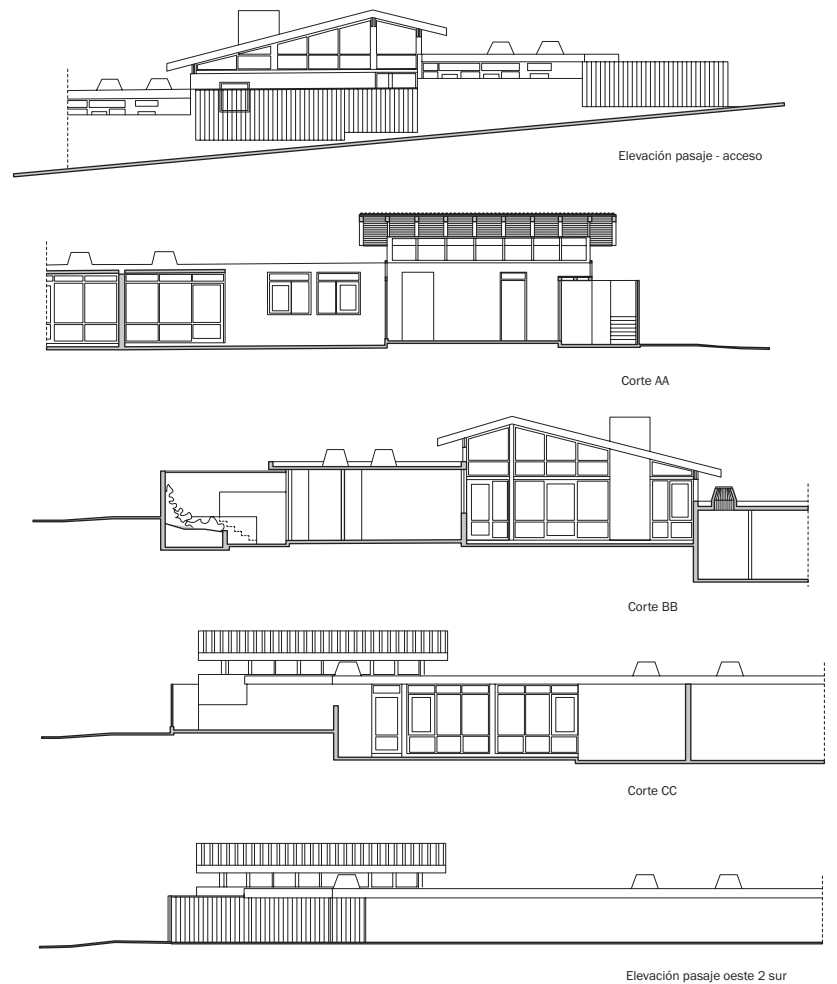 Elevación pasaje - acceso
Corte AA
Corte BB
Corte CC
Elevación pasaje oeste 2 sur